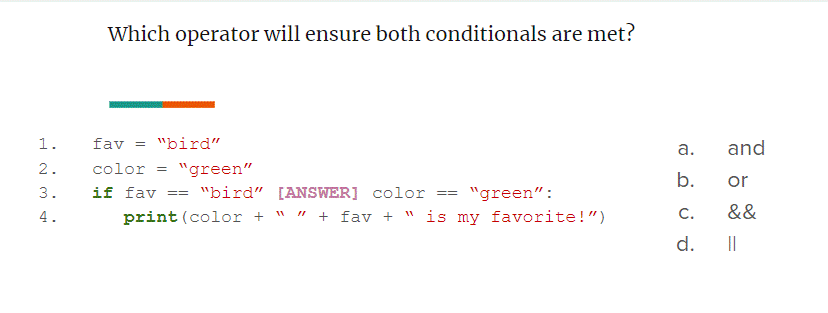 Which operator will ensure both conditionals are met?
1. fav = “bird”
2. color = “green”
3. if fav == “bird” [ANSWER] color == “green”:
4. print(color + “ ” + fav + “ is my favorite!”)
a. and
b. or
c. &&
d. ||